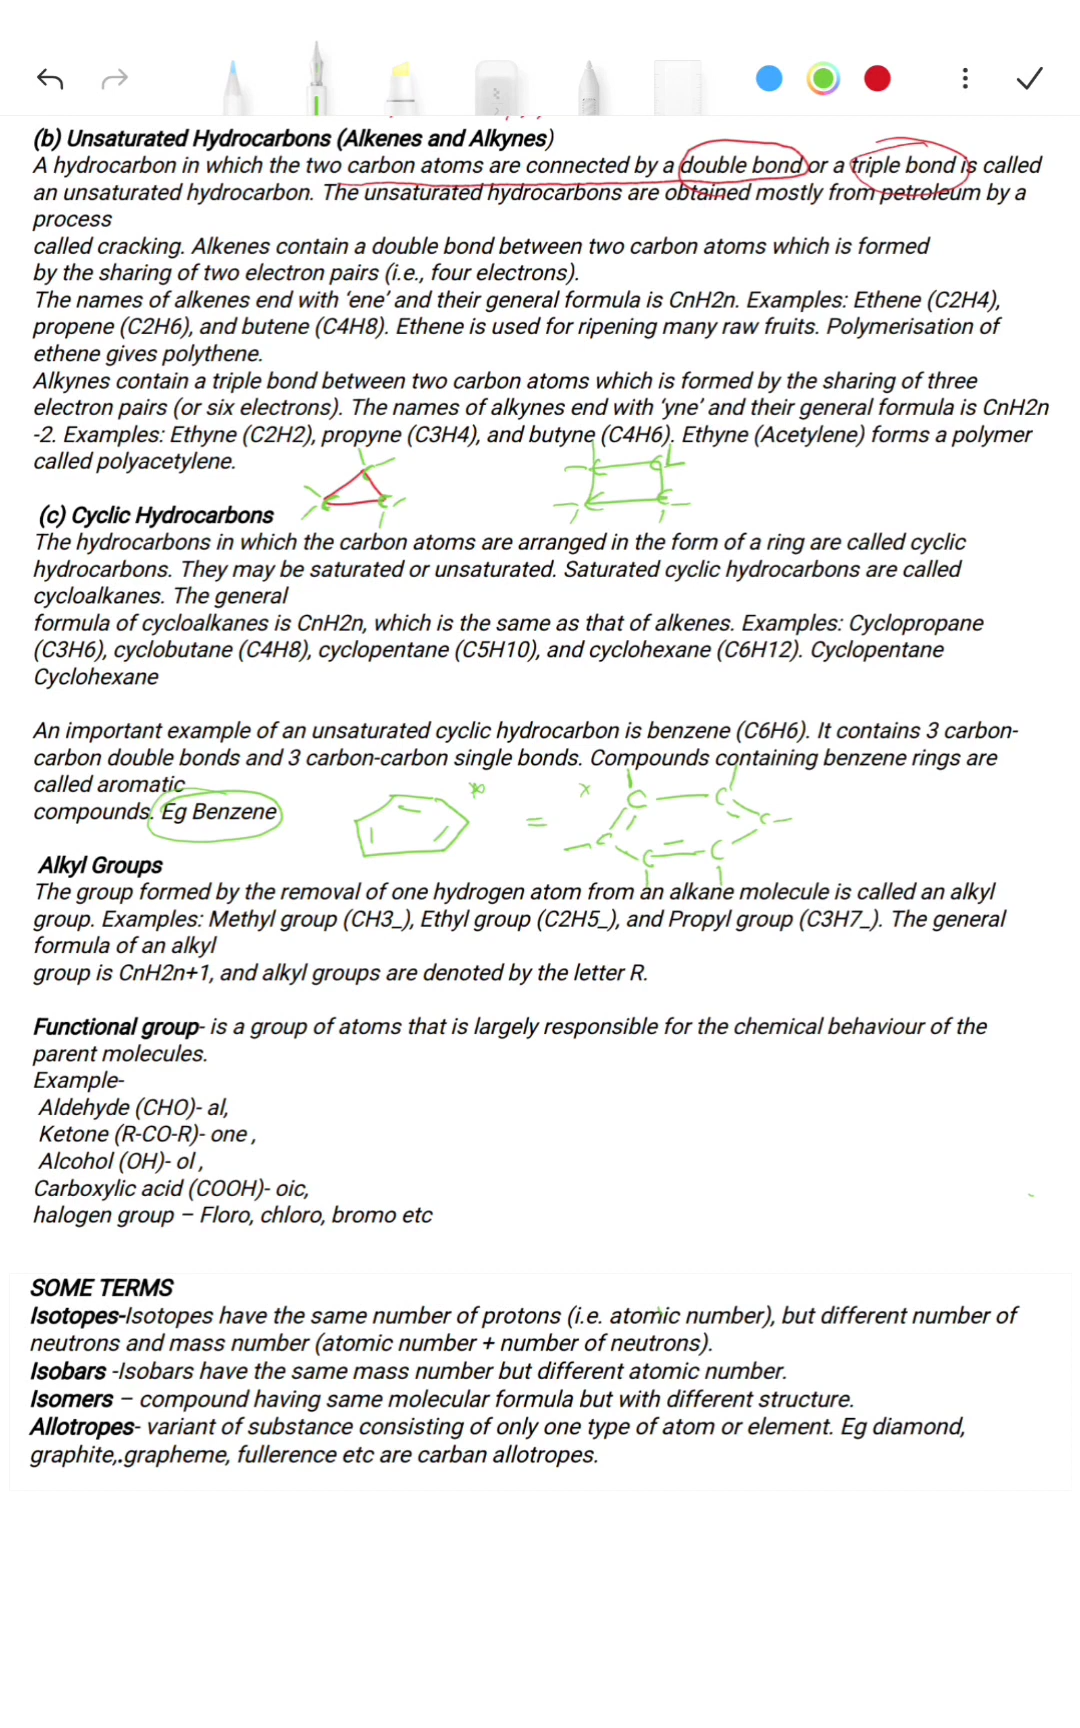 (b) Unsaturated Hydrocarbons (Alkenes and Alkynes)
A hydrocarbon in which the two carbon atoms are connected by a double bond or a triple bond is called
an unsaturated hydrocarbon. The unsaturated hydrocarbons are obtained mostly from petroleum by a
process
called cracking. Alkenes contain a double bond between two carbon atoms which is formed
by the sharing of two electron pairs (i.e., four electrons).
The names of alkenes end with ‘ene’ and their general formula is CnH2n. Examples: Ethene (C2H4),
propene (C2H6), and butene (C4H8). Ethene is used for ripening many raw fruits. Polymerisation of
ethene gives polythene.
Alkynes contain a triple bond between two carbon atoms which is formed by the sharing of three
electron pairs (or six electrons). The names of alkynes end with ‘yne’ and their general formula is CnH2n
-2. Examples: Ethyne (C2H2), propyne (C3H4), and butyne (C4H6). Ethyne (Acetylene) forms a polymer
called polyacetylene.
(c) Cyclic Hydrocarbons
The hydrocarbons in which the carbon atoms are arranged in the form of a ring are called cyclic
hydrocarbons. They may be saturated or unsaturated. Saturated cyclic hydrocarbons are called
cycloalkanes. The general
formula of cycloalkanes is CnH2n, which is the same as that of alkenes. Examples: Cyclopropane
(C3H6), cyclobutane (C4H8), cyclopentane (C5H10), and cyclohexane (C6H12). Cyclopentane
Cyclohexane
An important example of an unsaturated cyclic hydrocarbon is benzene (C6H6). It contains 3 carbon-
carbon double bonds and 3 carbon-carbon single bonds. Compounds containing benzene rings are
called aromatic
compounds. Eg Benzene
= C C C C C C
Alkyl Groups
The group formed by the removal of one hydrogen atom from an alkane molecule is called an alkyl
group. Examples: Methyl group (CH3_), Ethyl group (C2H5_), and Propyl group (C3H7_). The general
formula of an alkyl
group is CnH2n+1, and alkyl groups are denoted by the letter R.
Functional group- is a group of atoms that is largely responsible for the chemical behaviour of the
parent molecules.
Example-
Aldehyde (CHO)- al,
Ketone (R-CO-R)- one ,
Alcohol (OH)- ol ,
Carboxylic acid (COOH)- oic,
halogen group – Floro, chloro, bromo etc
SOME TERMS
Isotopes-Isotopes have the same number of protons (i.e. atomic number), but different number of
neutrons and mass number (atomic number + number of neutrons).
Isobars -Isobars have the same mass number but different atomic number.
Isomers – compound having same molecular formula but with different structure.
Allotropes- variant of substance consisting of only one type of atom or element. Eg diamond,
graphite,.grapheme, fullerence etc are carban allotropes.